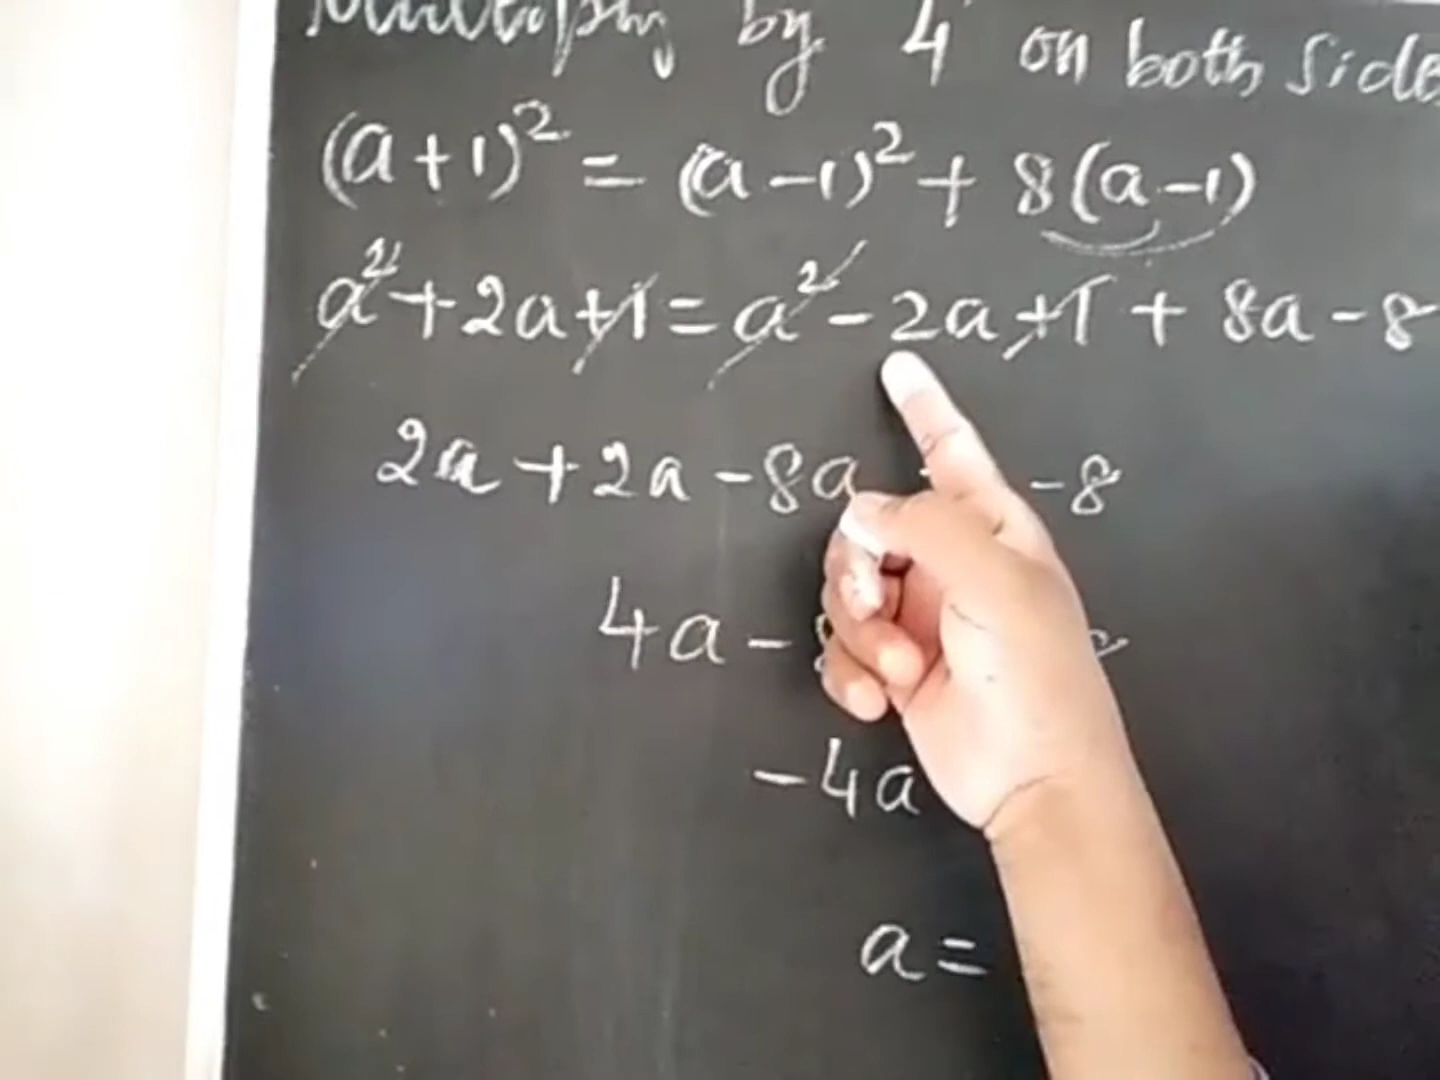 Multiply by 4 on both side
(a+1)² = (a-1)² + 8(a-1)
a² + 2a + 1 = a² - 2a + 1 + 8a - 8
2a + 2a - 8a -8
4a -
-4a
a =